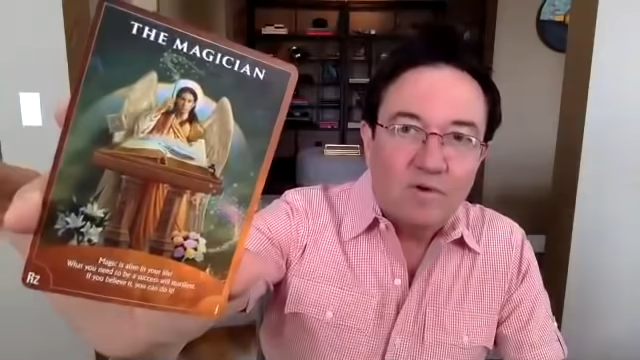 THE MAGICIAN
Magic is alive in your life!
What you need to be a success will manifest.
If you believe, you can do it!
Rz
1